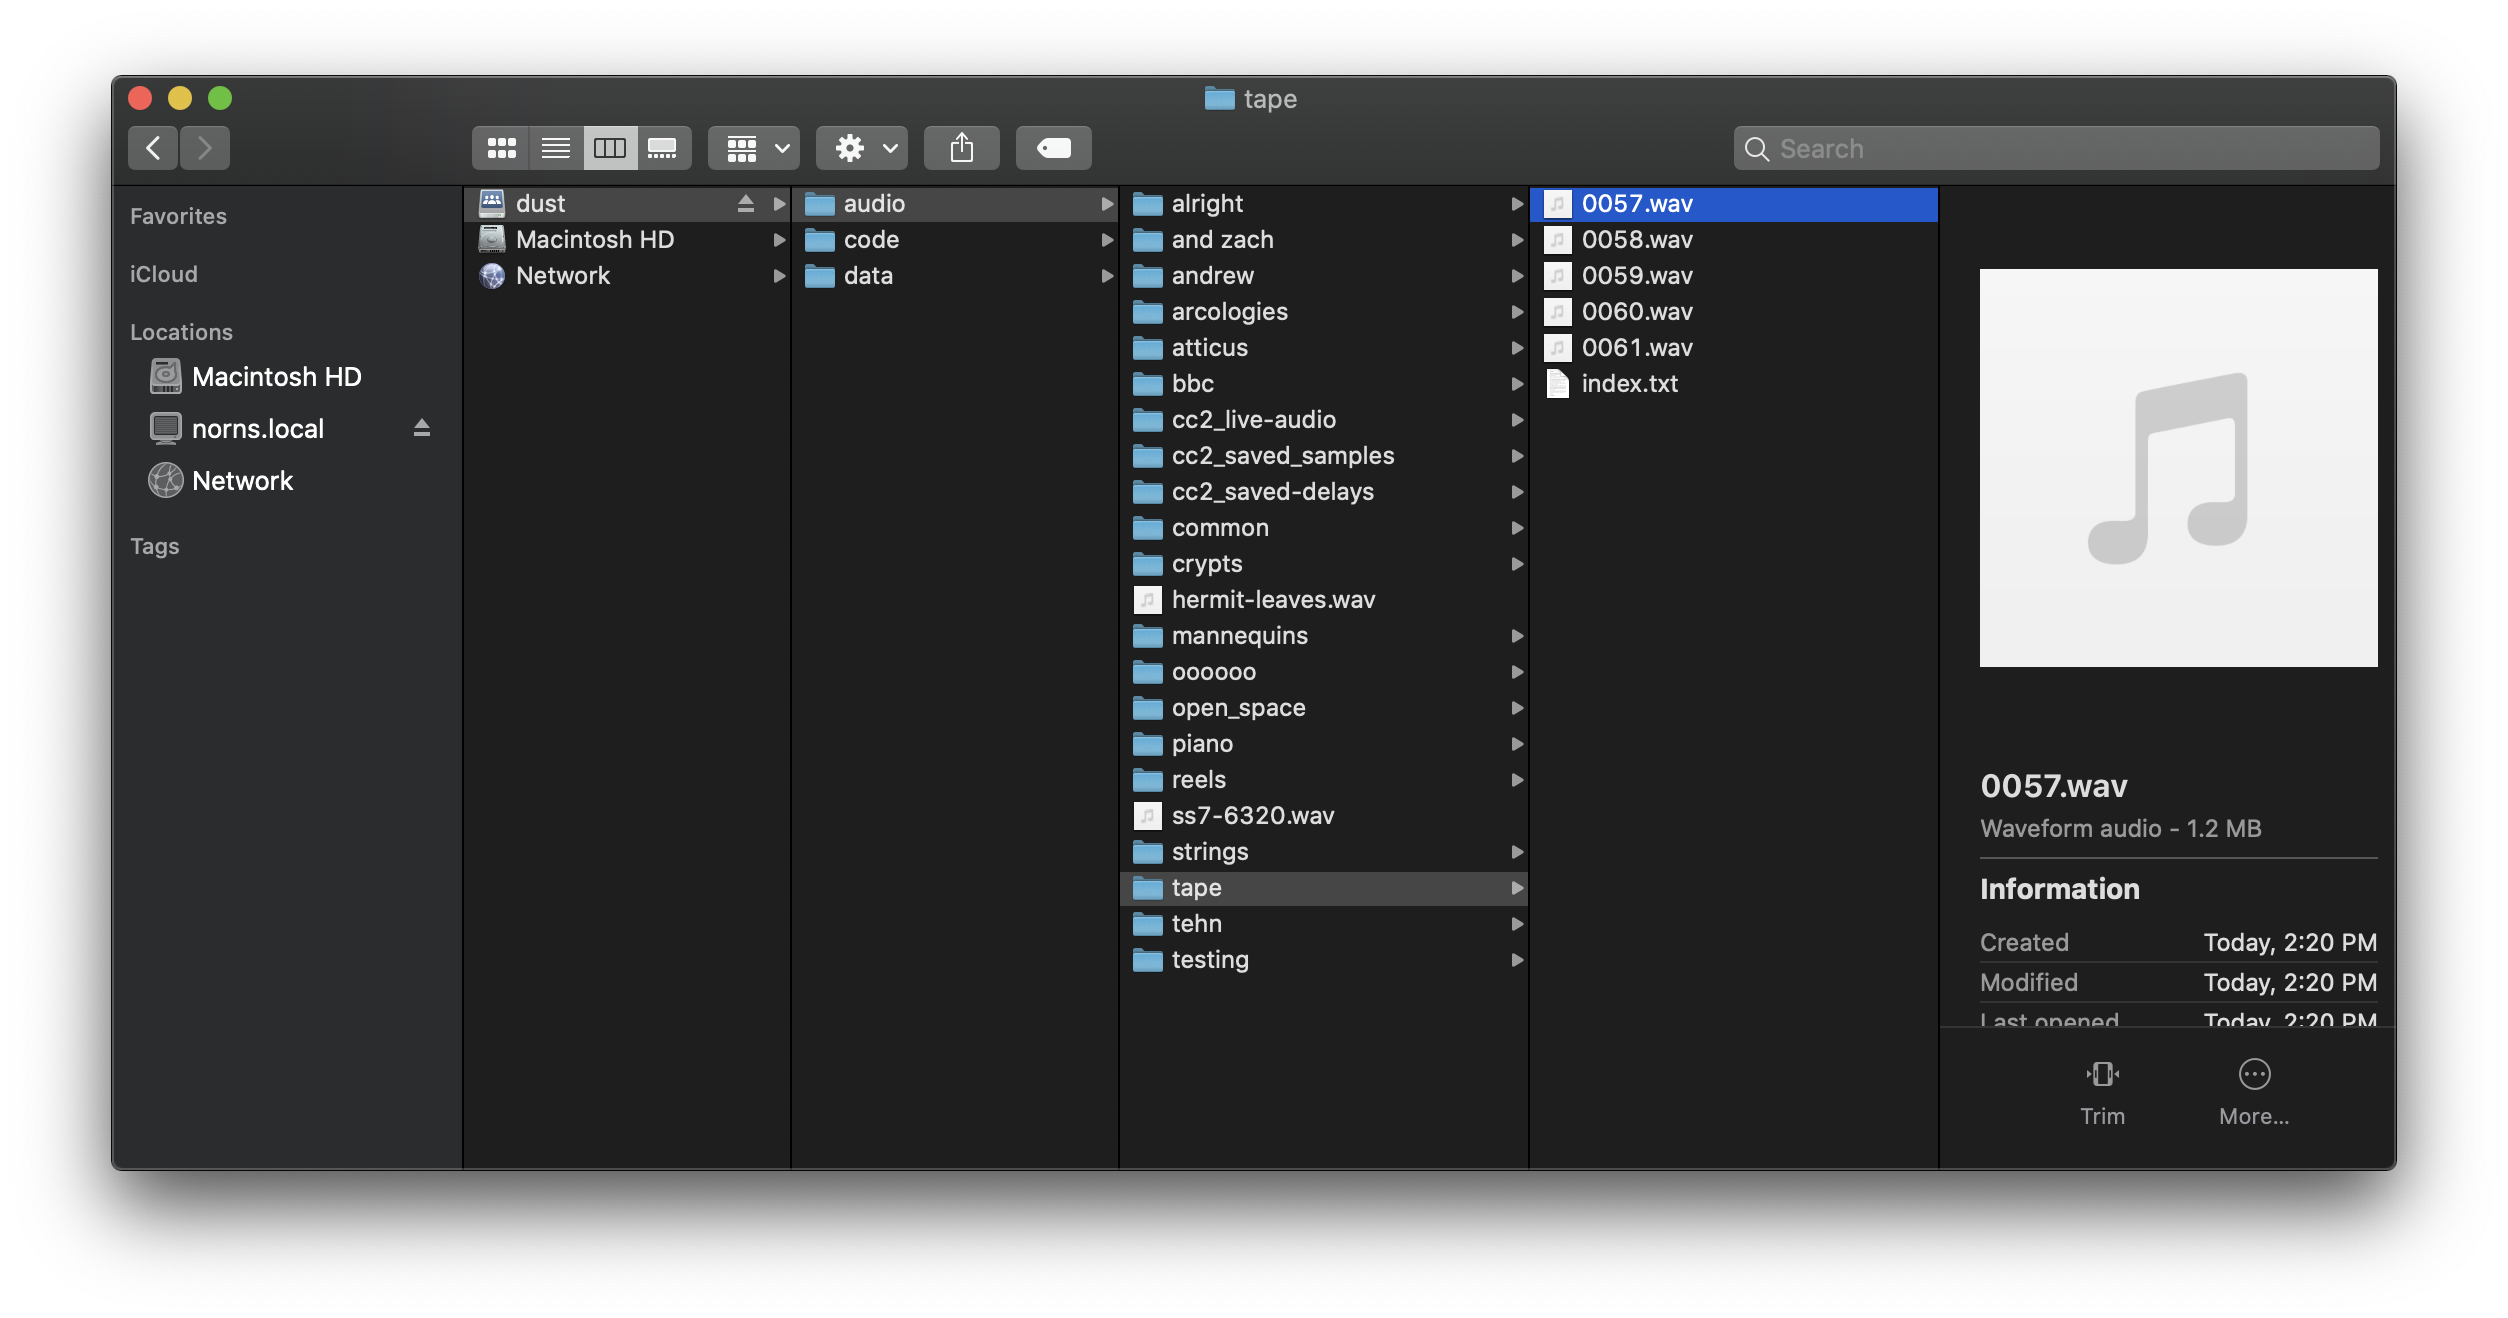 tape
Search
Favorites
iCloud
Locations
Macintosh HD
norns.local
Network
Tags
dust
Macintosh HD
Network
audio
code
data
alright
and zach
andrew
arcologies
atticus
bbc
cc2_live-audio
cc2_saved_samples
cc2_saved-delays
common
crypts
hermit-leaves.wav
mannequins
oooooo
open_space
piano
reels
ss7-6320.wav
strings
tape
tehn
testing
0057.wav
0058.wav
0059.wav
0060.wav
0061.wav
index.txt
0057.wav
Waveform audio - 1.2 MB
Information
Created Today, 2:20 PM
Modified Today, 2:20 PM
Last opened Today, 2:20 PM
Trim More...